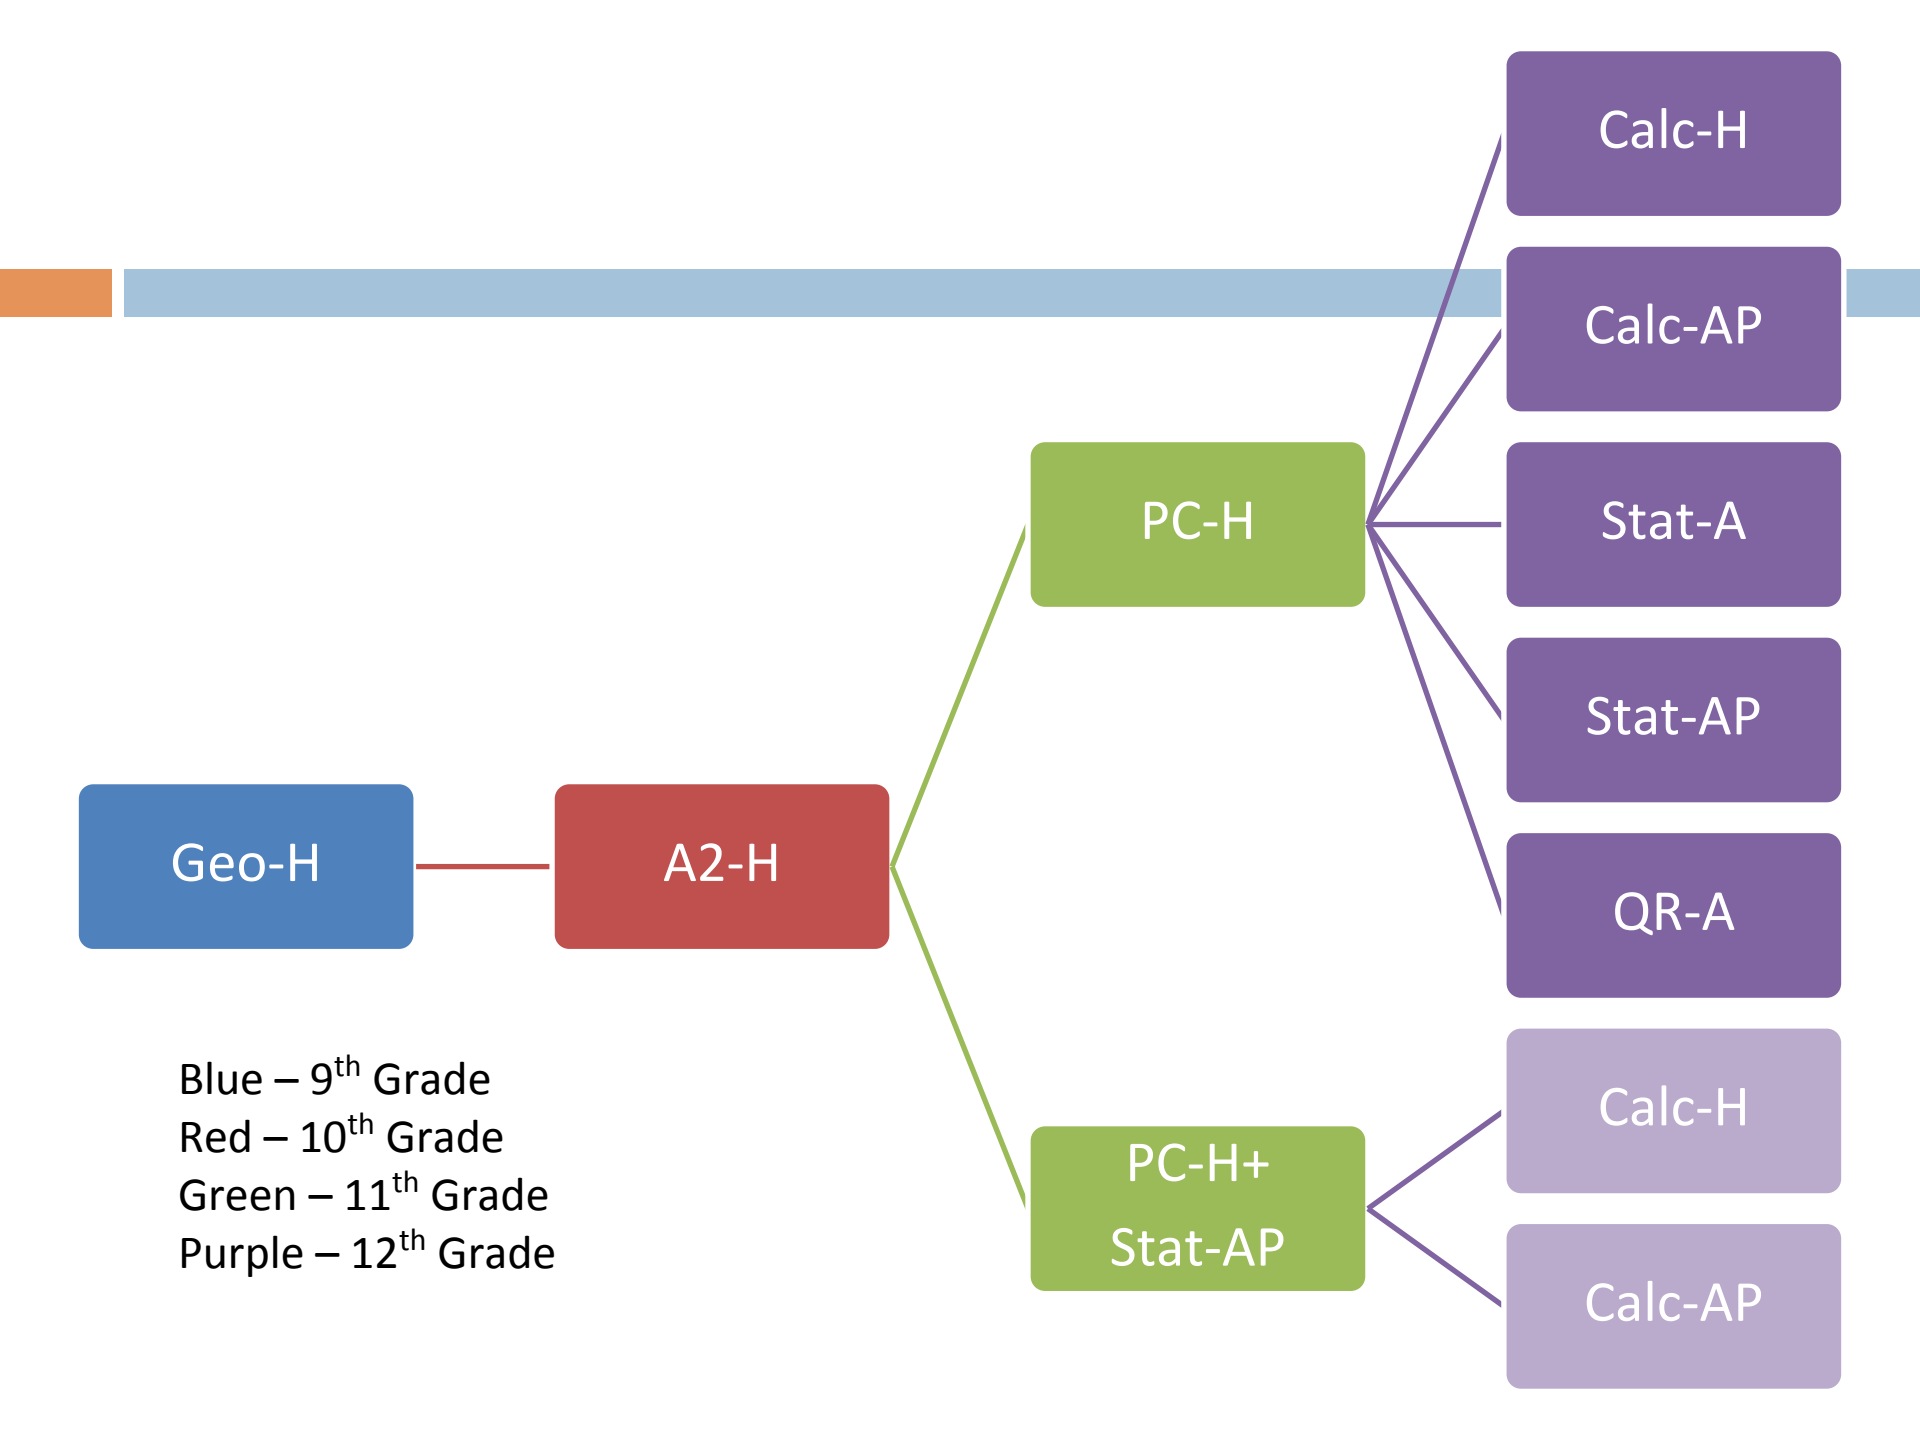 Calc-H
Calc-AP
PC-H
Stat-A
Stat-AP
Geo-H
A2-H
QR-A
Blue – 9th Grade
Red – 10th Grade
Green – 11th Grade
Purple – 12th Grade
PC-H+
Stat-AP
Calc-H
Calc-AP